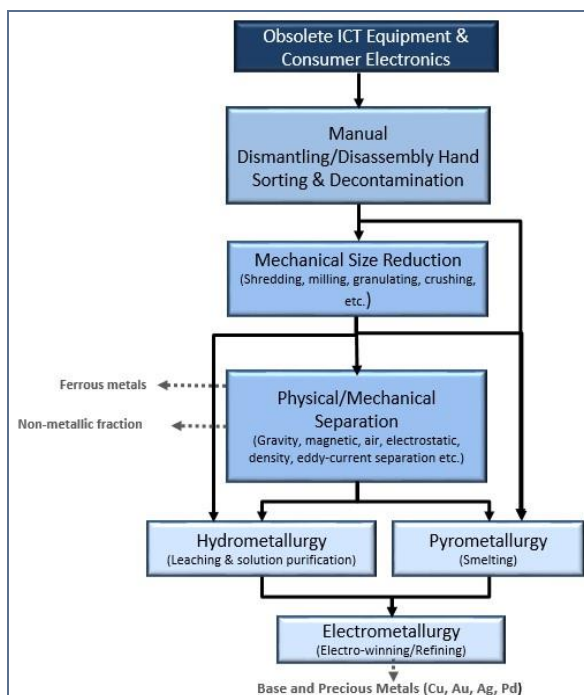 Obsolete ICT Equipment &
Consumer Electronics
Manual
Dismantling/Disassembly Hand
Sorting & Decontamination
Mechanical Size Reduction
(Shredding, milling, granulating, crushing,
etc.)
Ferrous metals
Non-metallic fraction
Physical/Mechanical
Separation
(Gravity, magnetic, air, electrostatic,
density, eddy-current separation etc.)
Hydrometallurgy
(Leaching & solution purification)
Pyrometallurgy
(Smelting)
Electrometallurgy
(Electro-winning/Refining)
Base and Precious Metals (Cu, Au, Ag, Pd)